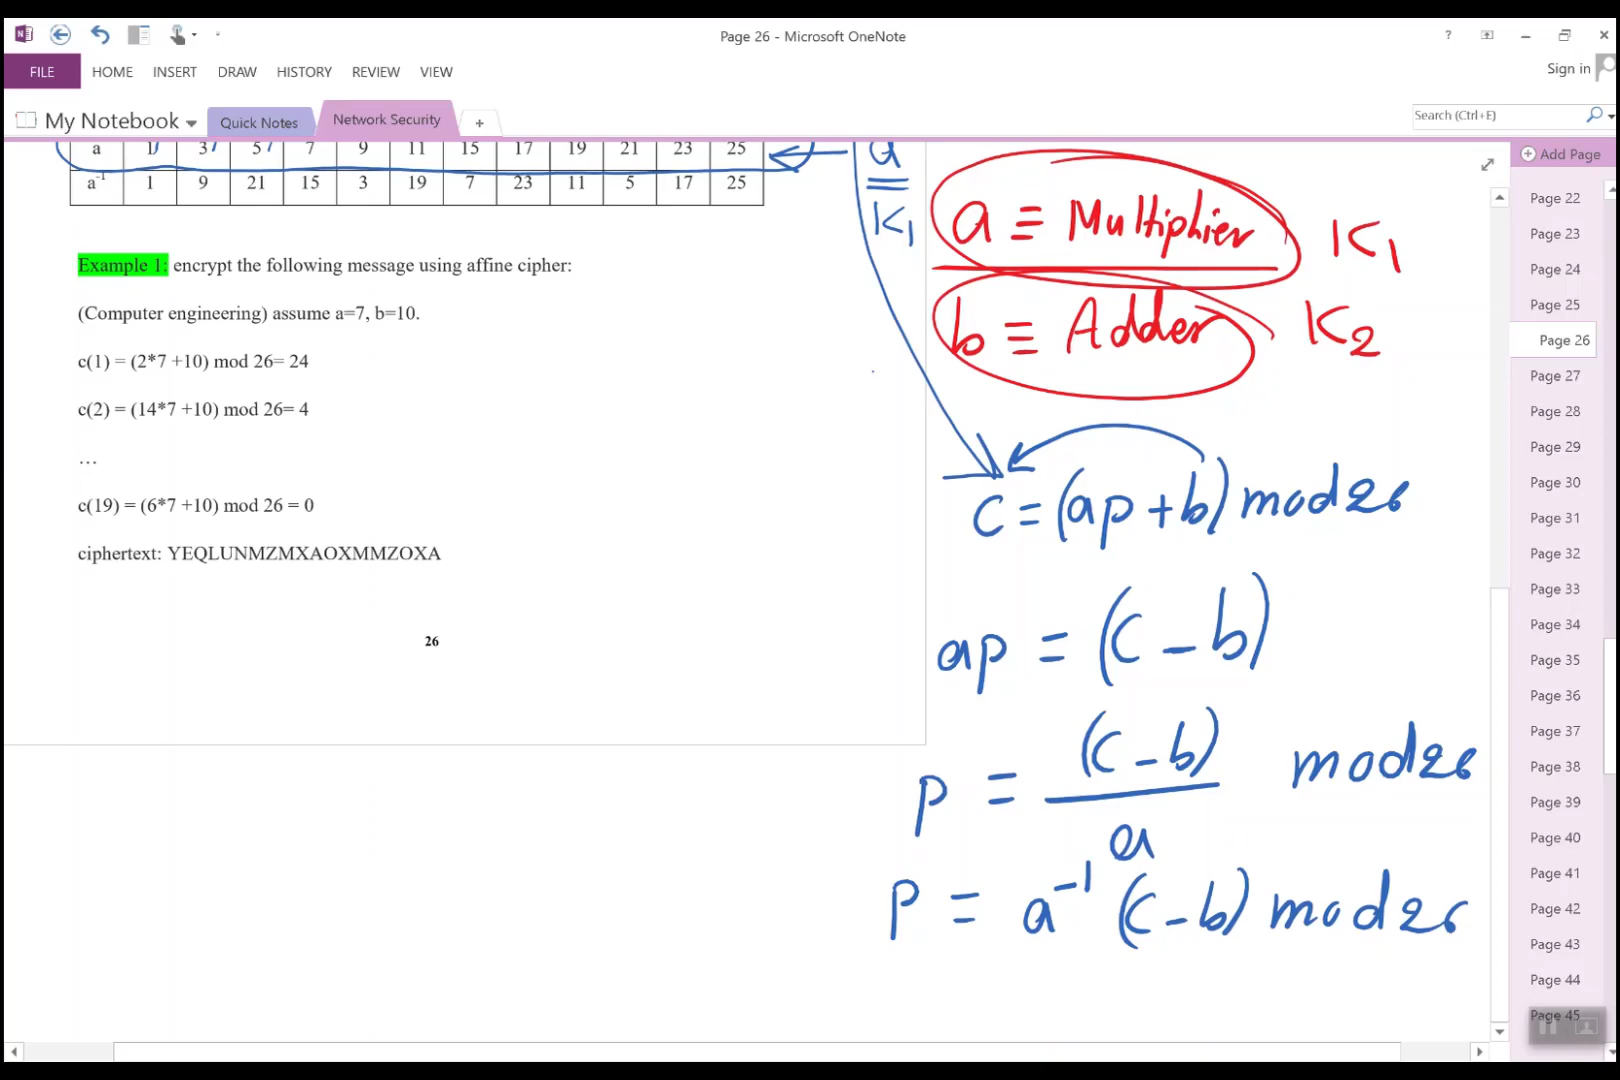 Page 26 - Microsoft OneNote
?
FILE HOME INSERT DRAW HISTORY REVIEW VIEW
Sign in
My Notebook Quick Notes Network Security +
Search (Ctrl+E)
a 1 3 5 7 9 11 15 17 19 21 23 25
a-1 1 9 21 15 3 19 7 23 11 5 17 25
a
K1
a ≡ Multiplier K1
b ≡ Adder K2
Example 1: encrypt the following message using affine cipher:
(Computer engineering) assume a=7, b=10.
c(1) = (2*7 +10) mod 26= 24
c(2) = (14*7 +10) mod 26= 4
…
c(19) = (6*7 +10) mod 26 = 0
ciphertext: YEQLUNMZMXAOXMMZOXA
26
c = (ap + b) mod 26
ap = (c - b)
p = (c - b) mod 26
a
P = a-1 (c - b) mod 26
Add Page
Page 22
Page 23
Page 24
Page 25
Page 26
Page 27
Page 28
Page 29
Page 30
Page 31
Page 32
Page 33
Page 34
Page 35
Page 36
Page 37
Page 38
Page 39
Page 40
Page 41
Page 42
Page 43
Page 44
Page 45